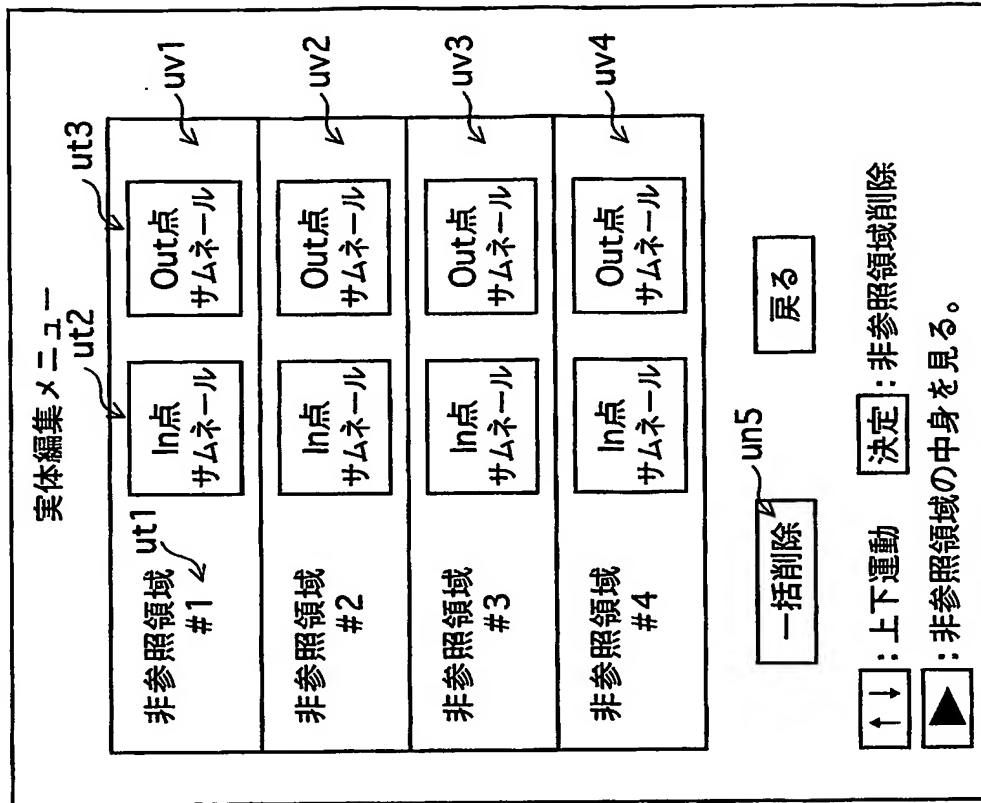 実体編集メニュー
ut2
ut3
非参照領域
#1
ut1
In点
サムネール
Out点
サムネール
uv1
非参照領域
#2
In点
サムネール
Out点
サムネール
uv2
非参照領域
#3
In点
サムネール
Out点
サムネール
uv3
非参照領域
#4
In点
サムネール
Out点
サムネール
uv4
un5
一括削除
戻る
↑↓:上下運動 決定:非参照領域削除
▶:非参照領域の中身を見る。